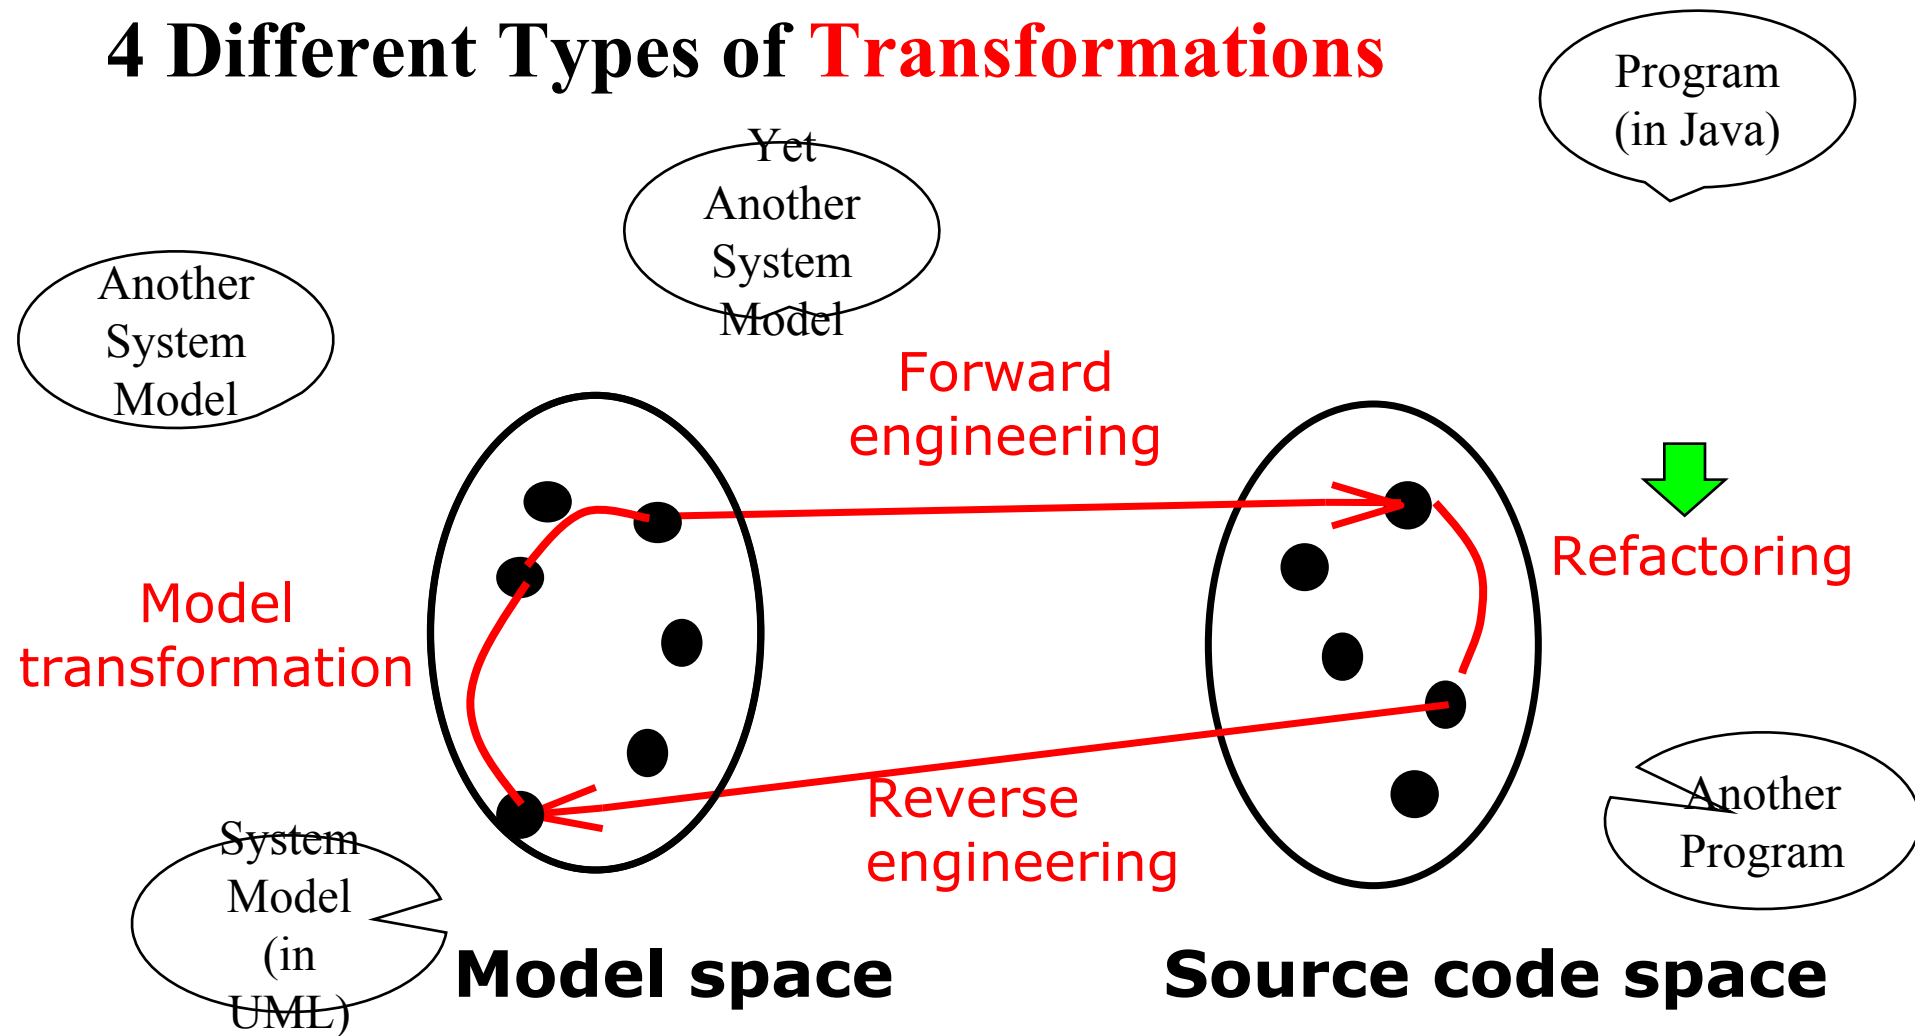 4 Different Types of Transformations
Program
(in Java)
Yet
Another
System
Model
Another
System
Model
Forward
engineering
Refactoring
Model
transformation
Reverse
engineering
Another
Program
System
Model
(in
UML)
Model space
Source code space